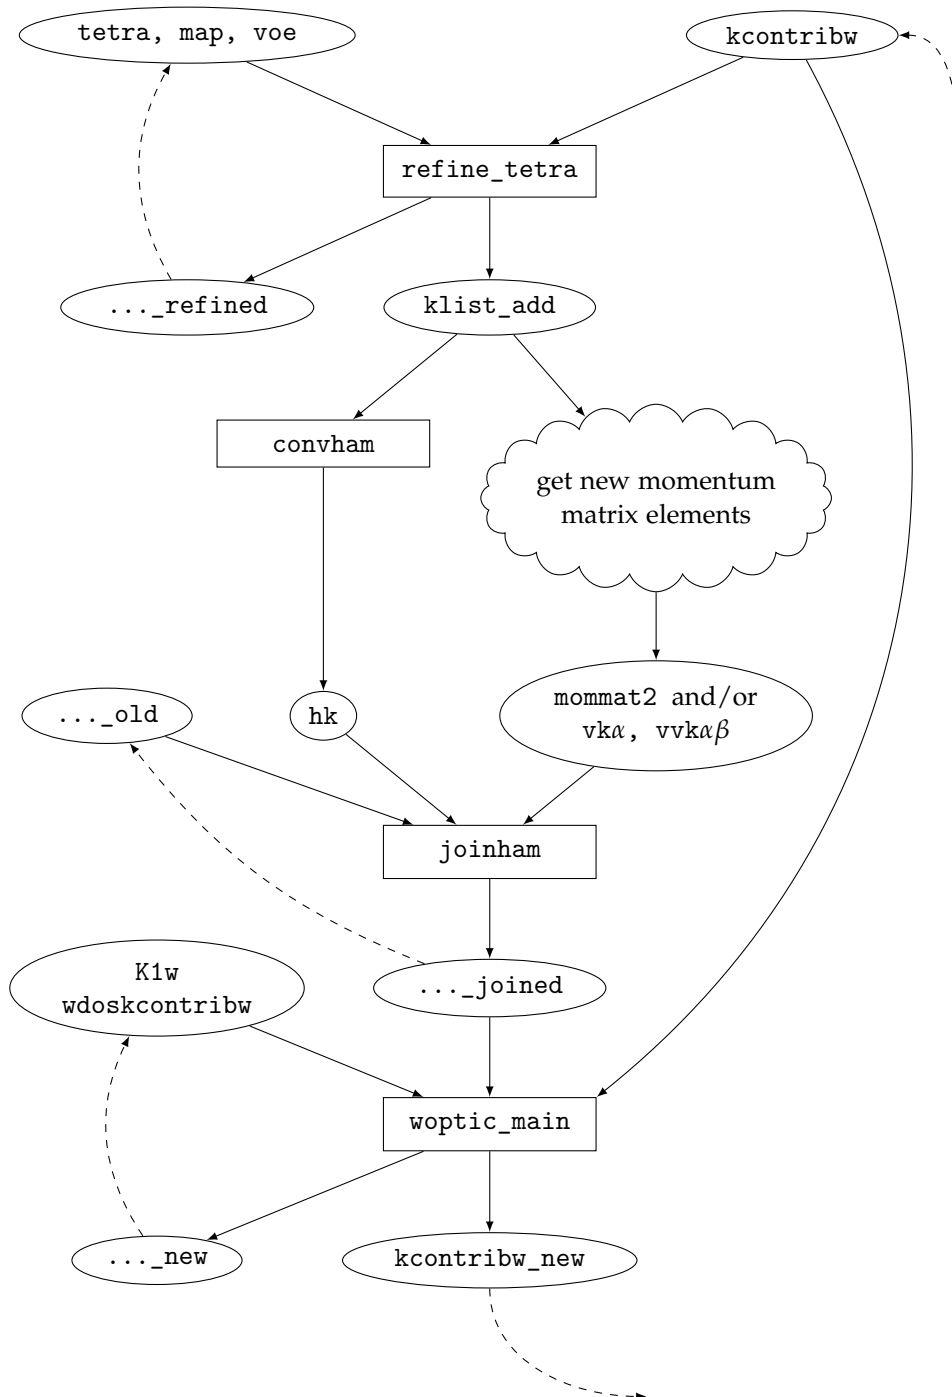 tetra, map, voe
kcontribw
refine_tetra
..._refined
klist_add
convham
get new momentum
matrix elements
..._old
hk
mommat2 and/or
vkα, vvkαβ
joinham
K1w
wdoskcontribw
..._joined
woptic_main
..._new
kcontribw_new